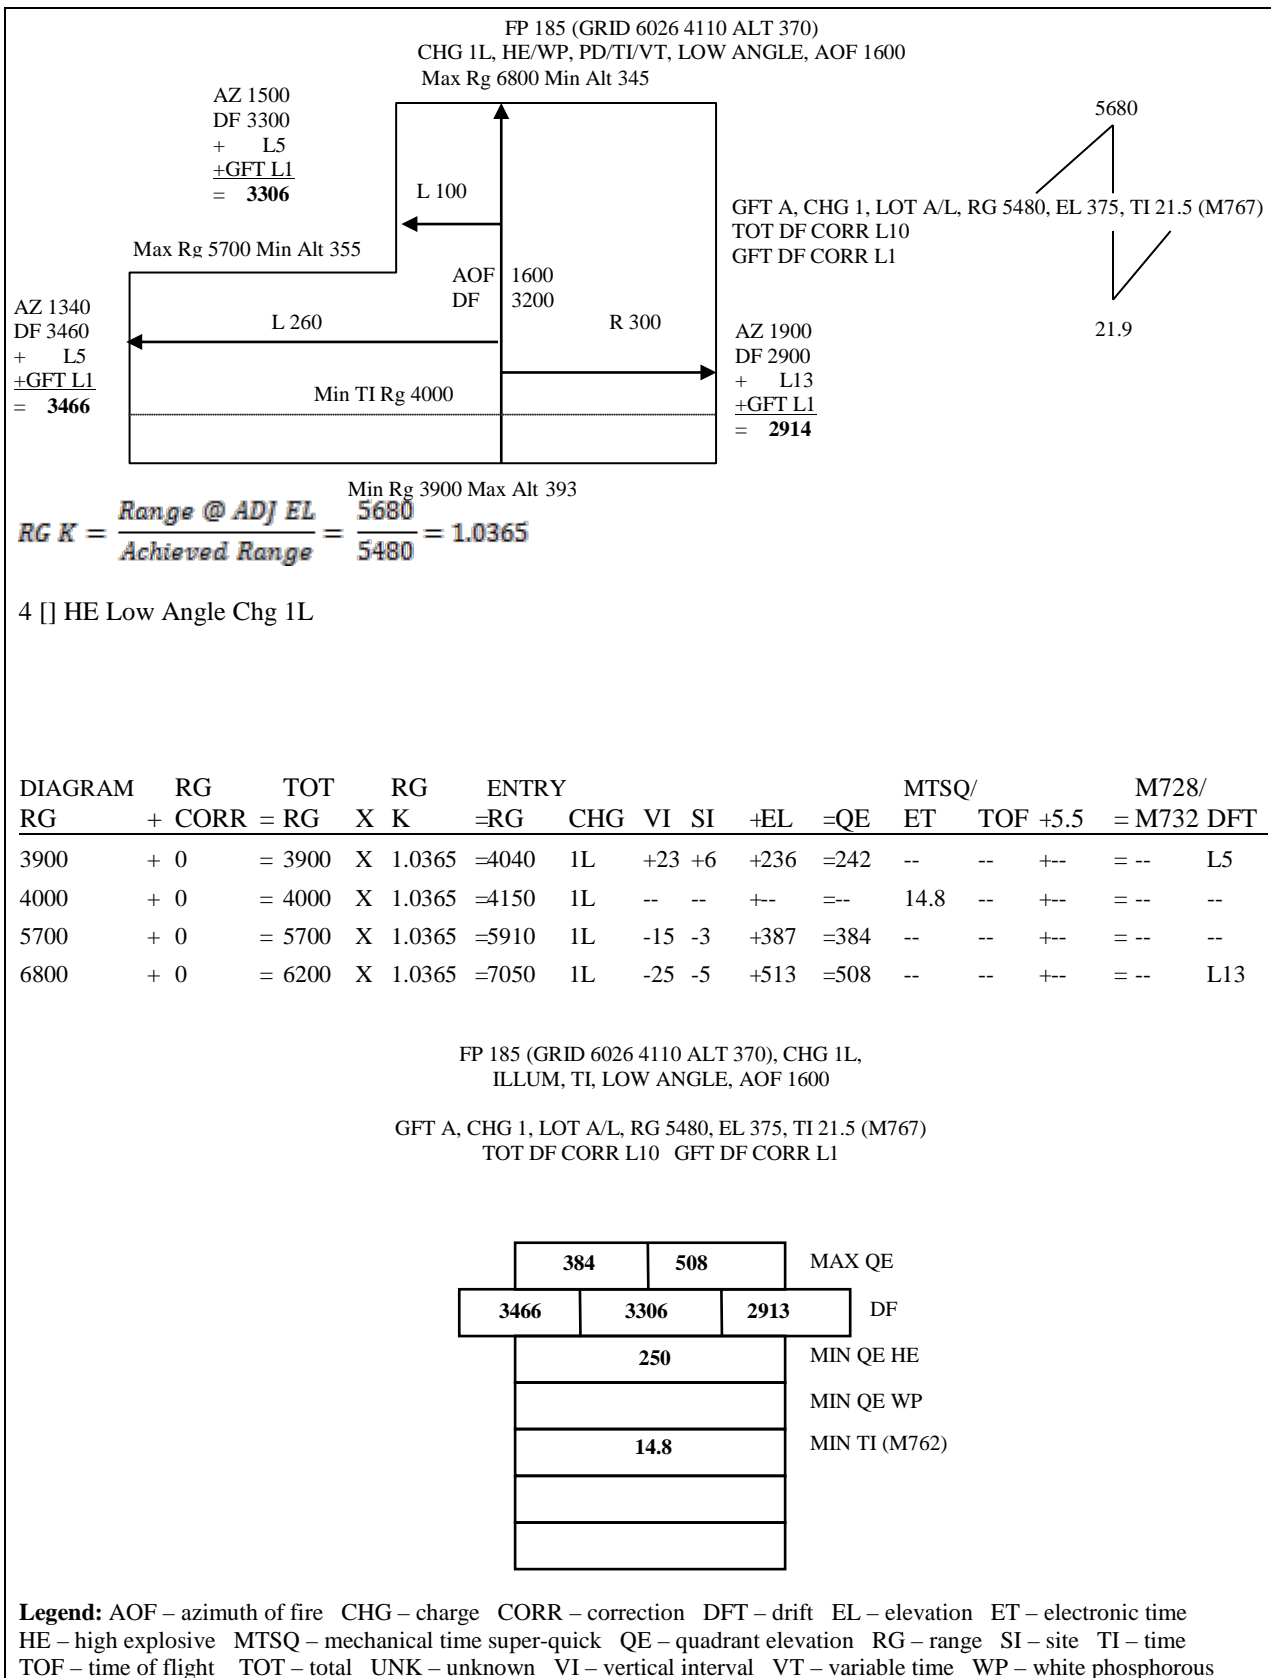 FP 185 (GRID 6026 4110 ALT 370)
CHG 1L, HE/WP, PD/TI/VT, LOW ANGLE, AOF 1600
Max Rg 6800 Min Alt 345
AZ 1500
DF 3300
+ L5
+GFT L1
= 3306
L 100
5680
GFT A, CHG 1, LOT A/L, RG 5480, EL 375, TI 21.5 (M767)
TOT DF CORR L10
GFT DF CORR L1
21.9
Max Rg 5700 Min Alt 355
AOF 1600
DF 3200
AZ 1340
DF 3460
+ L5
+GFT L1
= 3466
L 260
R 300
AZ 1900
DF 2900
+ L13
+GFT L1
= 2914
Min TI Rg 4000
Min Rg 3900 Max Alt 393
RG K = Range @ ADJ EL / Achieved Range = 5680 / 5480 = 1.0365
4 [] HE Low Angle Chg 1L
DIAGRAM RG TOT RG ENTRY MTSQ/ M728/
RG + CORR = RG X K =RG CHG VI SI +EL =QE ET TOF +5.5 = M732 DFT
3900 + 0 = 3900 X 1.0365 =4040 1L +23 +6 +236 =242 -- -- +-- = -- L5
4000 + 0 = 4000 X 1.0365 =4150 1L -- -- +-- =-- 14.8 -- +-- = -- --
5700 + 0 = 5700 X 1.0365 =5910 1L -15 -3 +387 =384 -- -- +-- = -- --
6800 + 0 = 6200 X 1.0365 =7050 1L -25 -5 +513 =508 -- -- +-- = -- L13
FP 185 (GRID 6026 4110 ALT 370), CHG 1L,
ILLUM, TI, LOW ANGLE, AOF 1600
GFT A, CHG 1, LOT A/L, RG 5480, EL 375, TI 21.5 (M767)
TOT DF CORR L10 GFT DF CORR L1
384 508 MAX QE
3466 3306 2913 DF
250 MIN QE HE
MIN QE WP
14.8 MIN TI (M762)
Legend: AOF – azimuth of fire CHG – charge CORR – correction DFT – drift EL – elevation ET – electronic time
HE – high explosive MTSQ – mechanical time super-quick QE – quadrant elevation RG – range SI – site TI – time
TOF – time of flight TOT – total UNK – unknown VI – vertical interval VT – variable time WP – white phosphorous